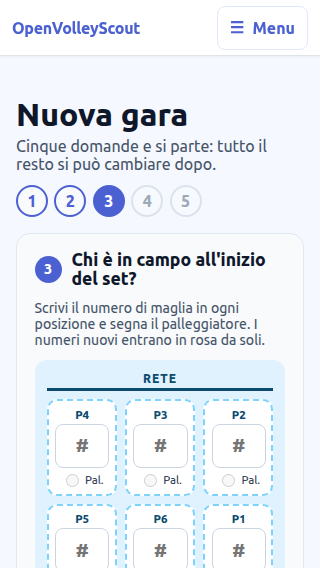 OpenVolleyScout
☰ Menu
Nuova gara
Cinque domande e si parte: tutto il
resto si può cambiare dopo.
1 2 3 4 5
3 Chi è in campo all'inizio
del set?
Scrivi il numero di maglia in ogni
posizione e segna il palleggiatore. I
numeri nuovi entrano in rosa da soli.
RETE
P4 P3 P2
# # #
Pal. Pal. Pal.
P5 P6 P1
# # #